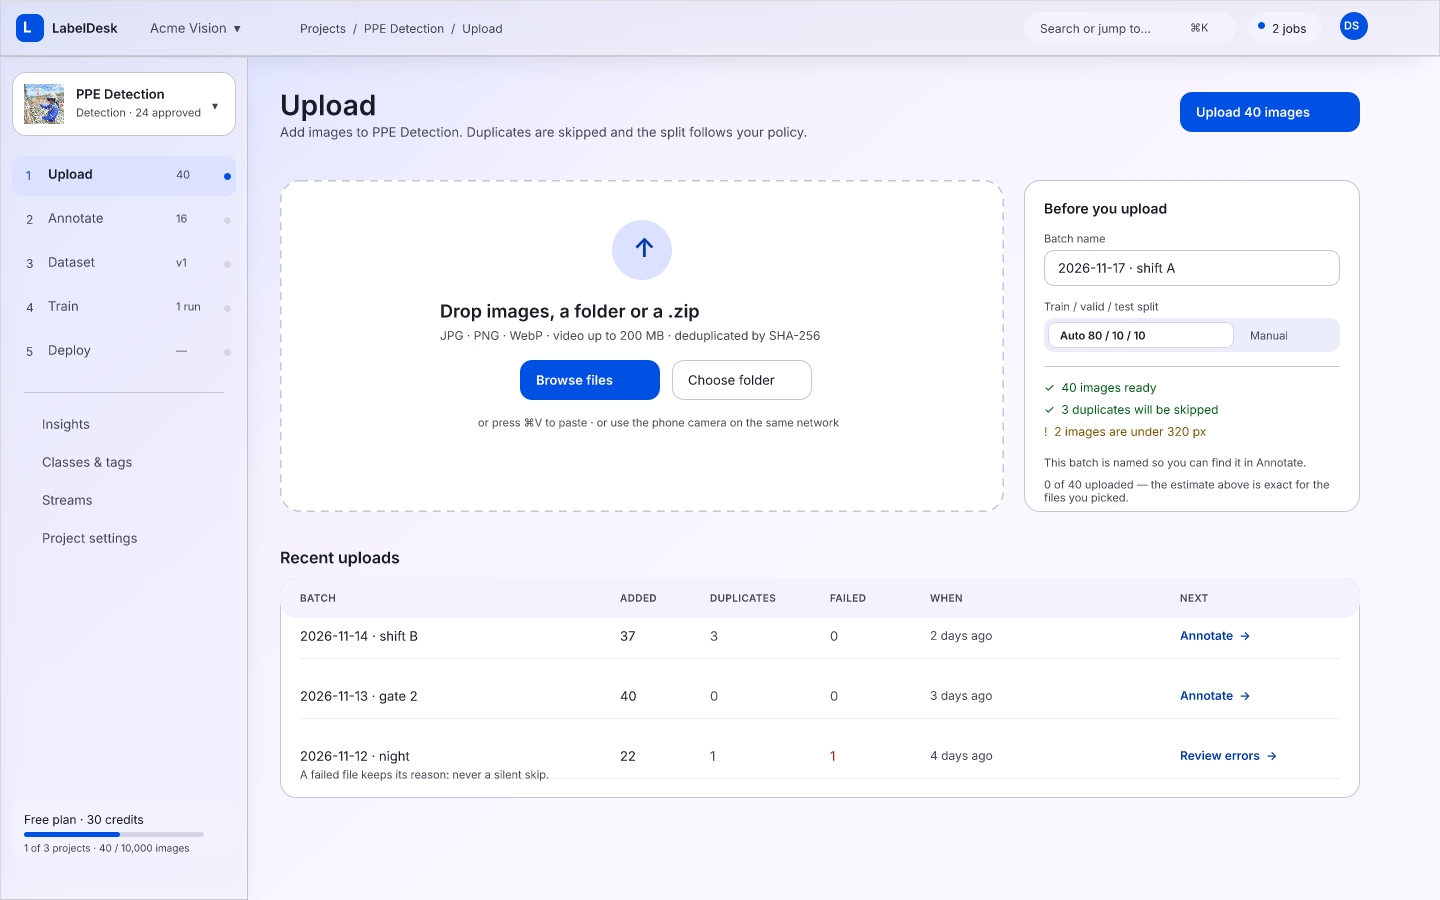 L LabelDesk Acme Vision ▾ Projects / PPE Detection / Upload Search or jump to... ⌘K 2 jobs DS
PPE Detection
Detection · 24 approved ▾
1 Upload 40
2 Annotate 16
3 Dataset v1
4 Train 1 run
5 Deploy —
Insights
Classes & tags
Streams
Project settings
Free plan · 30 credits
1 of 3 projects · 40 / 10,000 images
Upload
Add images to PPE Detection. Duplicates are skipped and the split follows your policy.
Upload 40 images
↑
Drop images, a folder or a .zip
JPG · PNG · WebP · video up to 200 MB · deduplicated by SHA-256
Browse files Choose folder
or press ⌘V to paste · or use the phone camera on the same network
Before you upload
Batch name
2026-11-17 · shift A
Train / valid / test split
Auto 80 / 10 / 10 Manual
✓ 40 images ready
✓ 3 duplicates will be skipped
! 2 images are under 320 px
This batch is named so you can find it in Annotate.
0 of 40 uploaded — the estimate above is exact for the
files you picked.
Recent uploads
BATCH ADDED DUPLICATES FAILED WHEN NEXT
2026-11-14 · shift B 37 3 0 2 days ago Annotate →
2026-11-13 · gate 2 40 0 0 3 days ago Annotate →
2026-11-12 · night 22 1 1 4 days ago Review errors →
A failed file keeps its reason: never a silent skip.